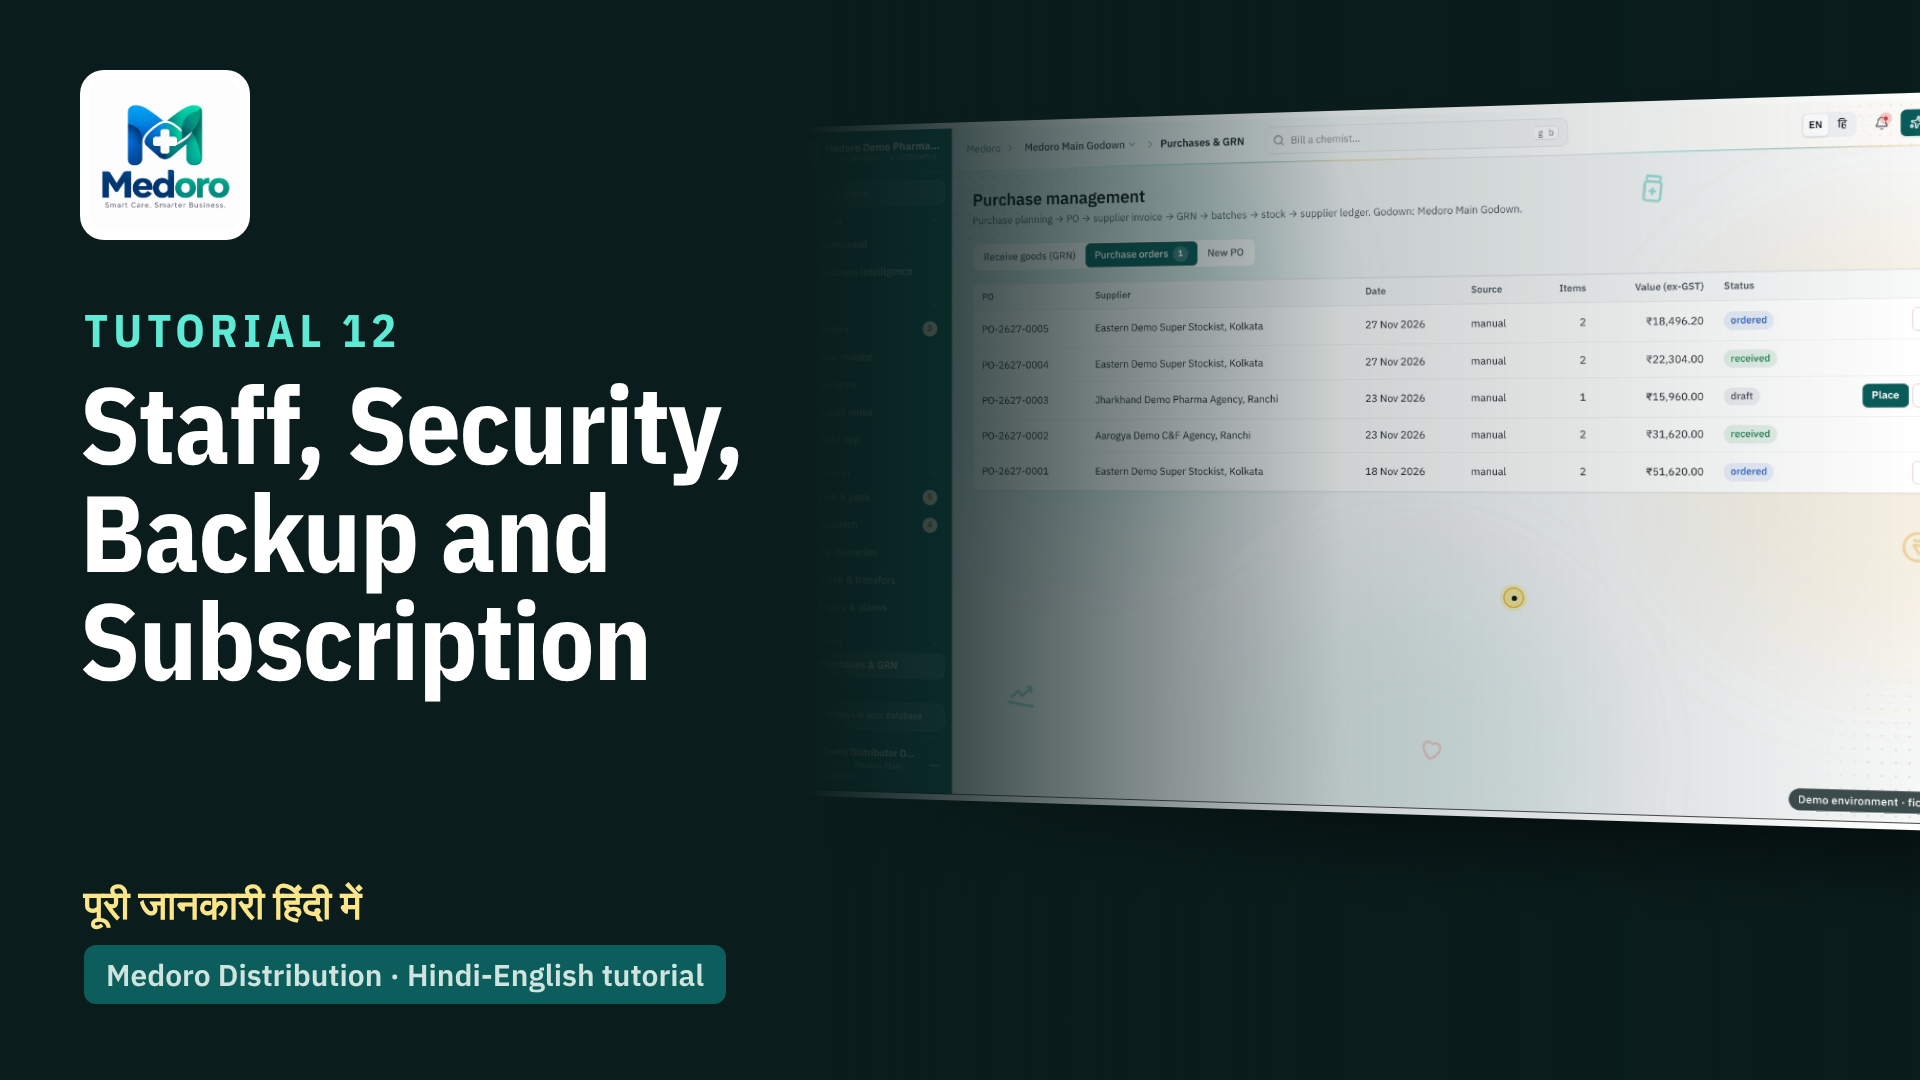 Medoro
Smart Care. Smarter Business.
TUTORIAL 12
Staff, Security,
Backup and
Subscription
पूरी जानकारी हिंदी में
Medoro Distribution · Hindi-English tutorial
Medoro Demo Pharma...
Medoro > Medoro Main Godown > Purchases & GRN
Bill a chemist...
g b
EN हिं
Purchase management
Purchase planning → PO → supplier invoice → GRN → batches → stock → supplier ledger. Godown: Medoro Main Godown.
Receive goods (GRN) Purchase orders 1 New PO
PO Supplier Date Source Items Value (ex-GST) Status
PO-2627-0005 Eastern Demo Super Stockist, Kolkata 27 Nov 2026 manual 2 ₹18,496.20 ordered
PO-2627-0004 Eastern Demo Super Stockist, Kolkata 27 Nov 2026 manual 2 ₹22,304.00 received
PO-2627-0003 Jharkhand Demo Pharma Agency, Ranchi 23 Nov 2026 manual 1 ₹15,960.00 draft Place
PO-2627-0002 Aarogya Demo C&F Agency, Ranchi 23 Nov 2026 manual 2 ₹31,620.00 received
PO-2627-0001 Eastern Demo Super Stockist, Kolkata 18 Nov 2026 manual 2 ₹51,620.00 ordered
intelligence
& GRN
Distributor O...
Demo environment · fic